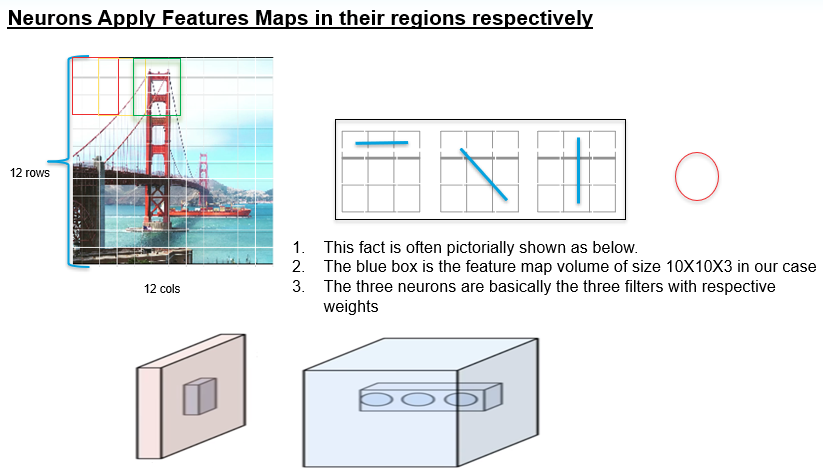 Neurons Apply Features Maps in their regions respectively
12 rows
12 cols
1. This fact is often pictorially shown as below.
2. The blue box is the feature map volume of size 10X10X3 in our case
3. The three neurons are basically the three filters with respective
weights